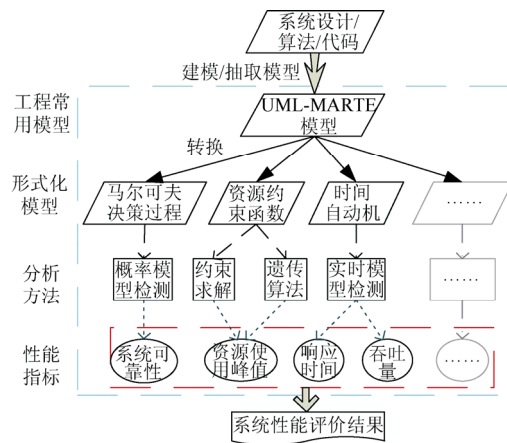 系统设计/
算法/代码
建模/抽取模型
工程常
用模型
UML-MARTE
模型
转换
形式化
模型
马尔可夫
决策过程
资源约
束函数
时间
自动机
……
分析
方法
概率模
型检测
约束
求解
遗传
算法
实时模
型检测
……
性能
指标
系统可
靠性
资源使
用峰值
响应
时间
吞吐
量
……
系统性能评价结果